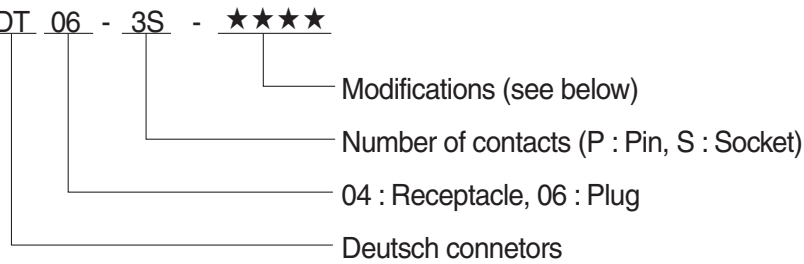 DT 06 - 3S - ★★★★
Modifications (see below)
Number of contacts (P : Pin, S : Socket)
04 : Receptacle, 06 : Plug
Deutsch connetors